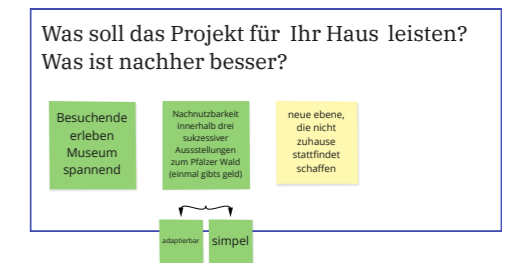 Was soll das Projekt für Ihr Haus leisten?
Was ist nachher besser?
Besuchende
erleben
Museum
spannend
Nachnutzbarkeit
innerhalb drei
sukzessiver
Aussstellungen
zum Pfälzer Wald
(einmal gibts geld)
neue ebene,
die nicht
zuhause
stattfindet
schaffen
adaptierbar
simpel